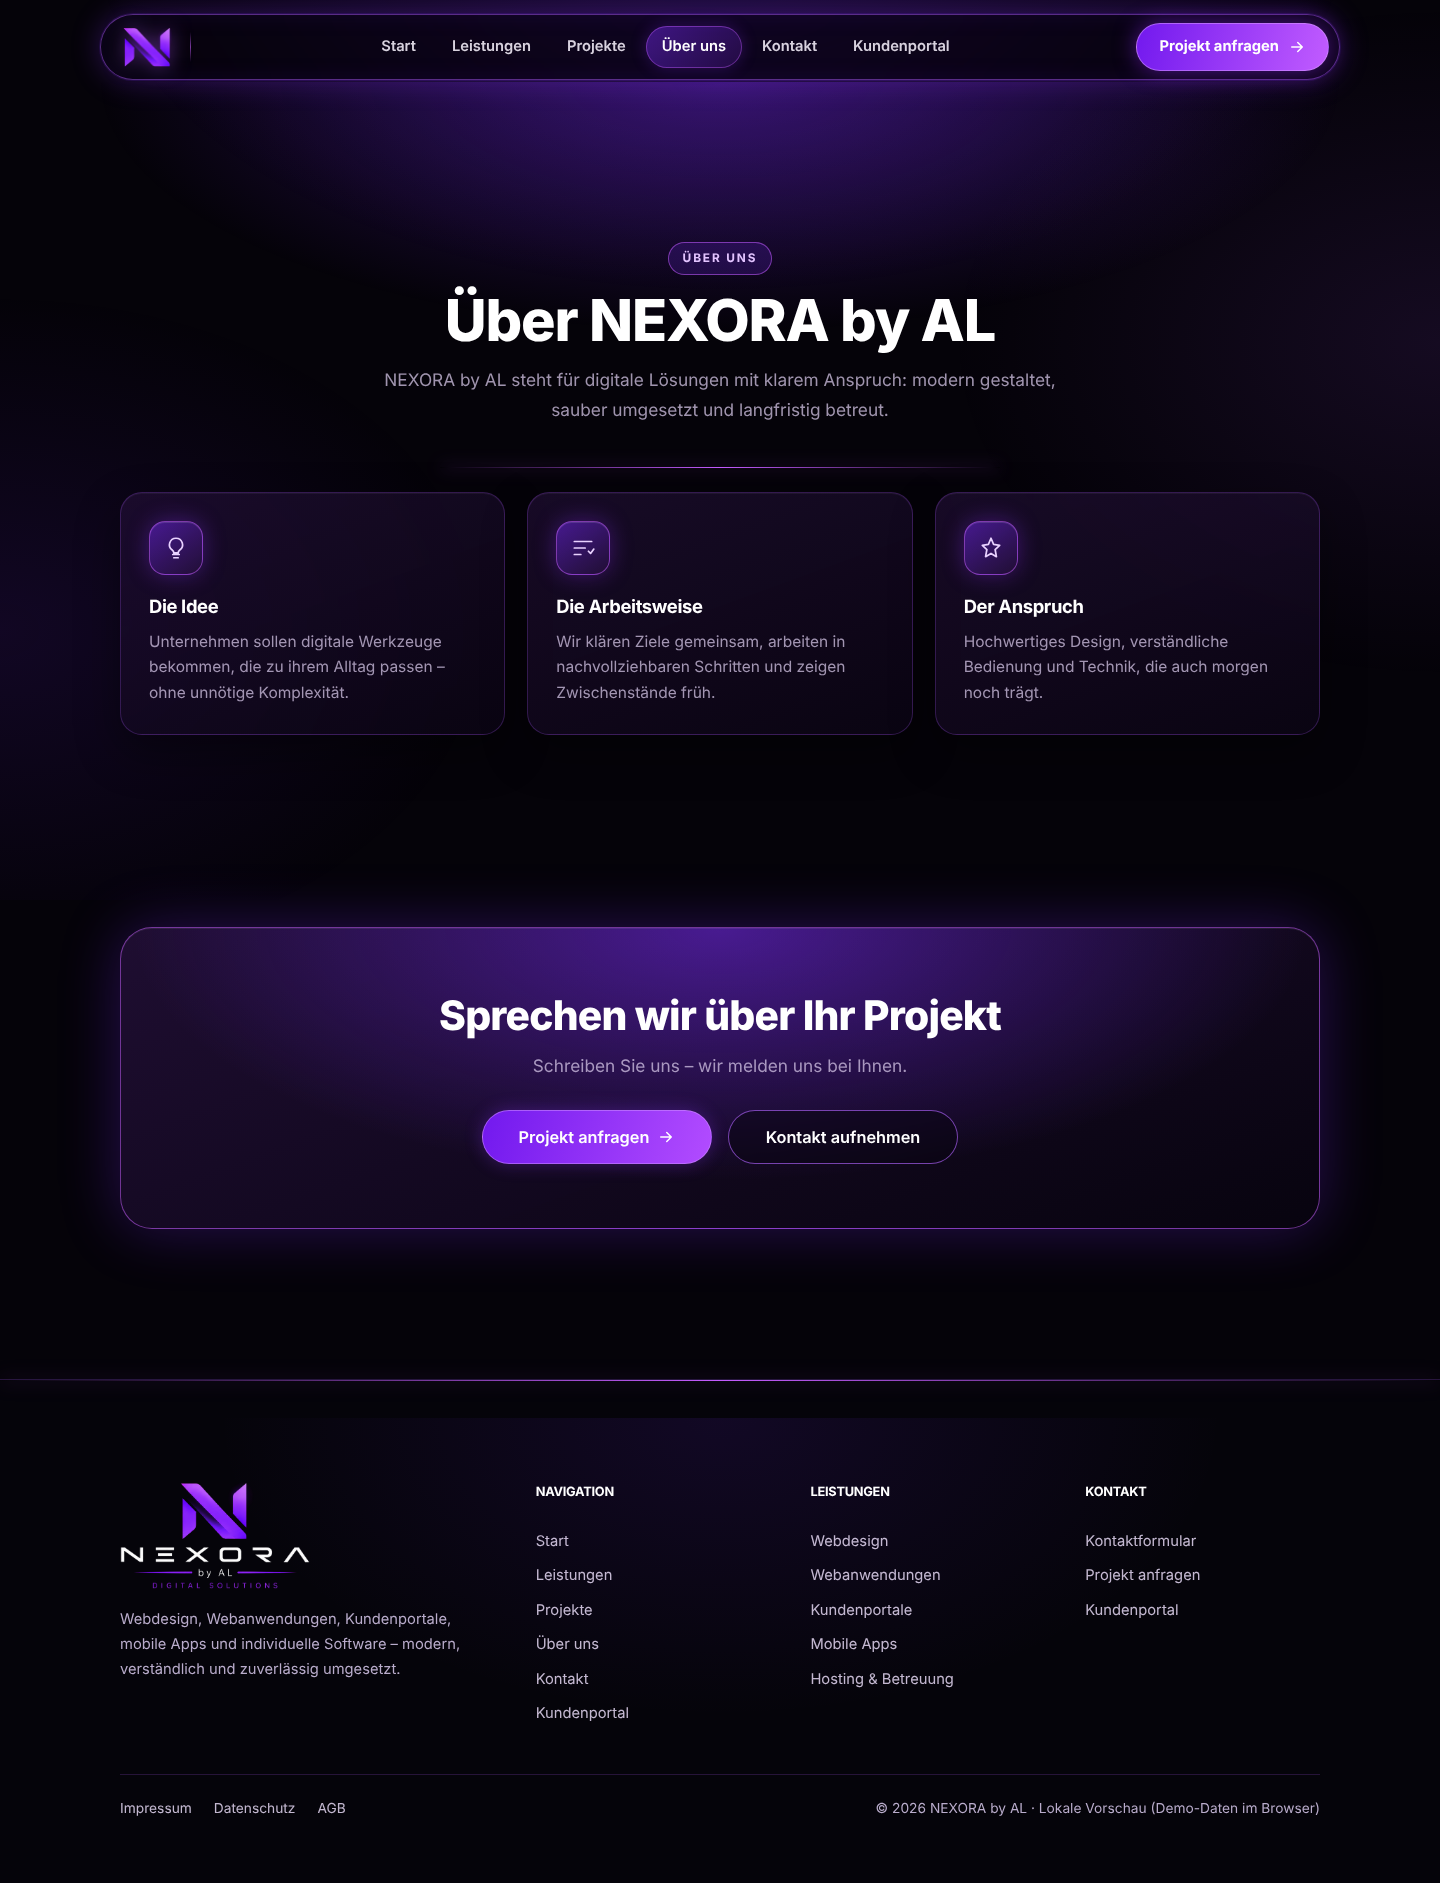 Start
Leistungen
Projekte
Über uns
Kontakt
Kundenportal
Projekt anfragen →
ÜBER UNS
Über NEXORA by AL
NEXORA by AL steht für digitale Lösungen mit klarem Anspruch: modern gestaltet,
sauber umgesetzt und langfristig betreut.
Die Idee
Unternehmen sollen digitale Werkzeuge
bekommen, die zu ihrem Alltag passen –
ohne unnötige Komplexität.
Die Arbeitsweise
Wir klären Ziele gemeinsam, arbeiten in
nachvollziehbaren Schritten und zeigen
Zwischenstände früh.
Der Anspruch
Hochwertiges Design, verständliche
Bedienung und Technik, die auch morgen
noch trägt.
Sprechen wir über Ihr Projekt
Schreiben Sie uns – wir melden uns bei Ihnen.
Projekt anfragen →
Kontakt aufnehmen
NEXORA
by AL
DIGITAL SOLUTIONS
Webdesign, Webanwendungen, Kundenportale,
mobile Apps und individuelle Software – modern,
verständlich und zuverlässig umgesetzt.
NAVIGATION
Start
Leistungen
Projekte
Über uns
Kontakt
Kundenportal
LEISTUNGEN
Webdesign
Webanwendungen
Kundenportale
Mobile Apps
Hosting & Betreuung
KONTAKT
Kontaktformular
Projekt anfragen
Kundenportal
Impressum
Datenschutz
AGB
© 2026 NEXORA by AL · Lokale Vorschau (Demo-Daten im Browser)